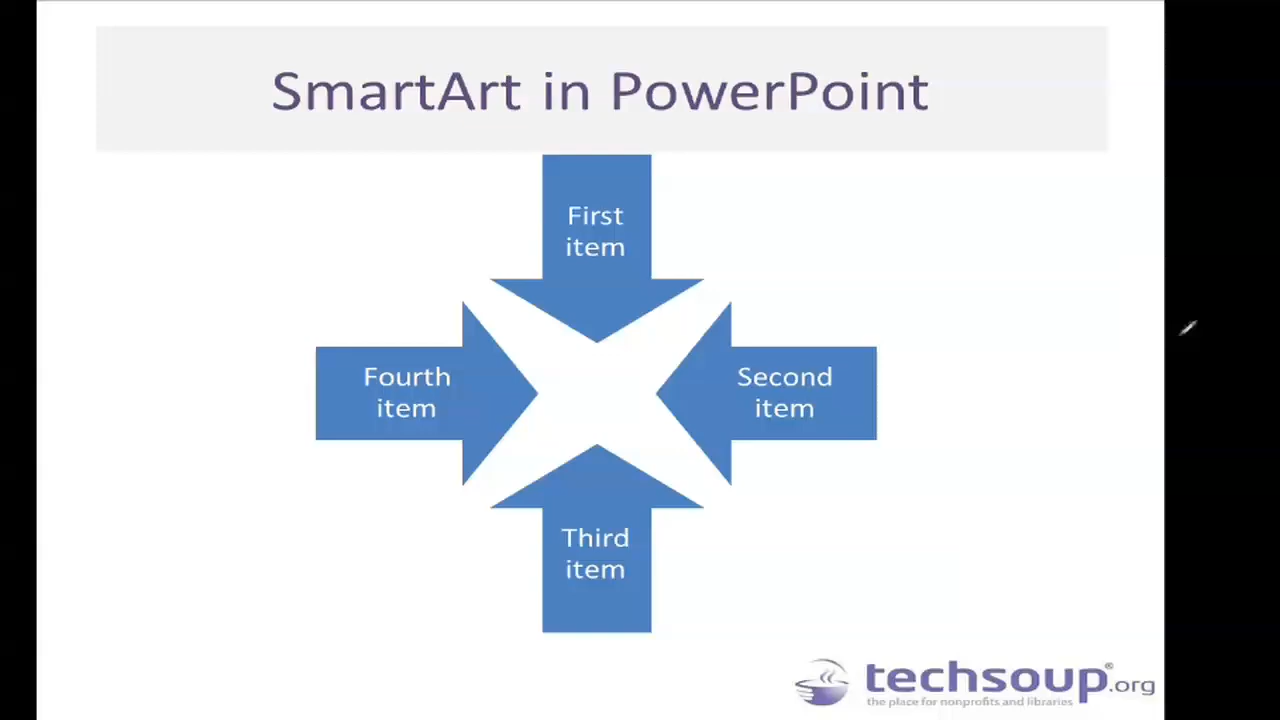 SmartArt in PowerPoint
First
item
Fourth
item
Second
item
Third
item
techsoup®.org
the place for nonprofits and libraries